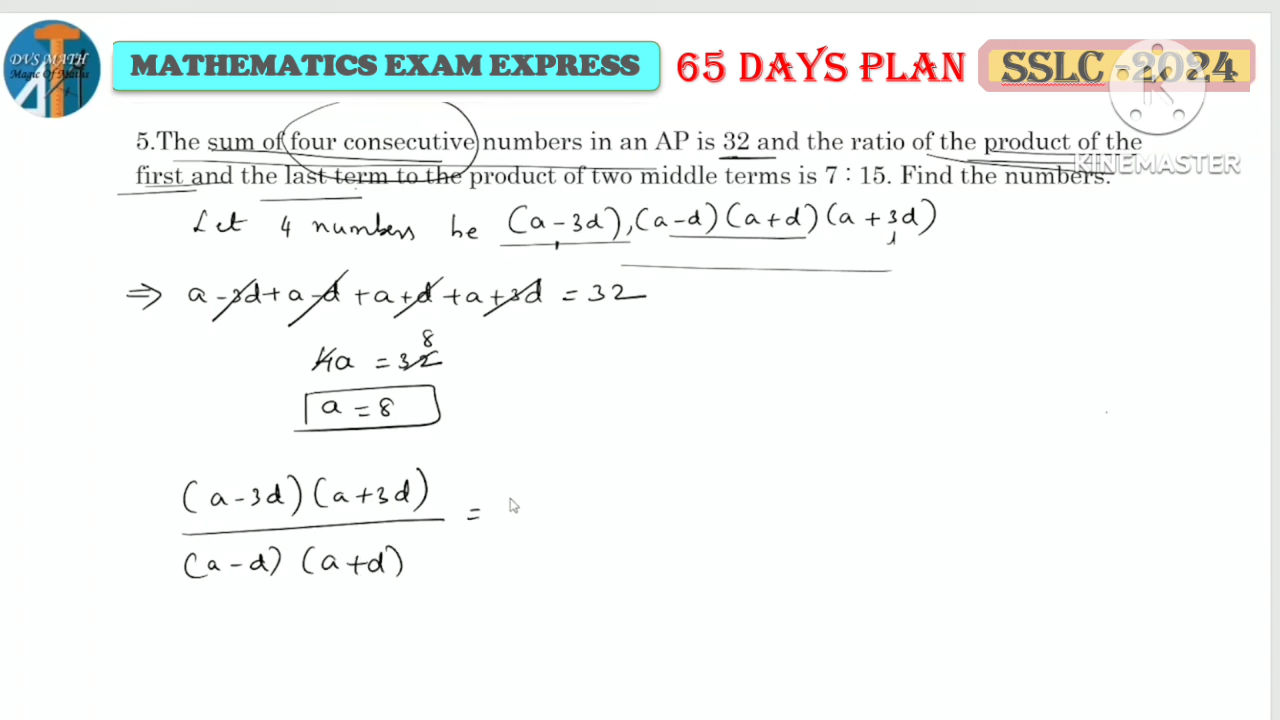 DVS MATH
Magic Of Maths
MATHEMATICS EXAM EXPRESS
65 DAYS PLAN
SSLC -2024
KINEMASTER
5.The sum of four consecutive numbers in an AP is 32 and the ratio of the product of the
first and the last term to the product of two middle terms is 7 : 15. Find the numbers.
Let 4 numbers be (a-3d), (a-d) (a+d) (a+3d)
⇒ a-3d+a-d+a+d+a+3d = 32
4a = 32 8
a = 8
(a-3d)(a+3d)
=
(a-d) (a+d)